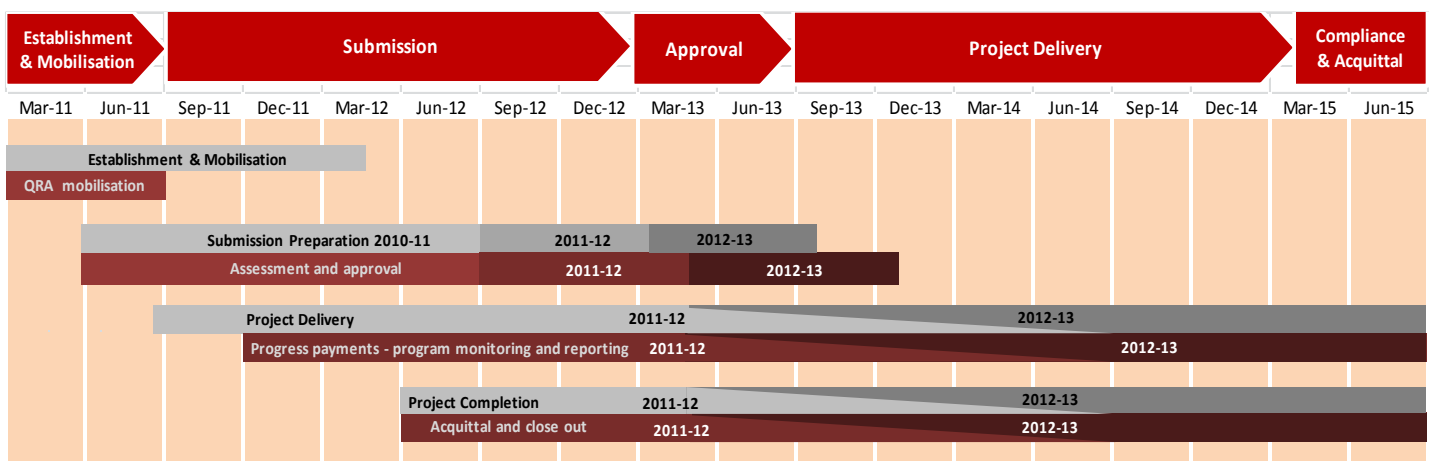 Establishment
& Mobilisation
Submission
Approval
Project Delivery
Compliance
& Acquittal
Mar-11 Jun-11 Sep-11 Dec-11 Mar-12 Jun-12 Sep-12 Dec-12 Mar-13 Jun-13 Sep-13 Dec-13 Mar-14 Jun-14 Sep-14 Dec-14 Mar-15 Jun-15
Establishment & Mobilisation
QRA mobilisation
Submission Preparation 2010-11 2011-12 2012-13
Assessment and approval 2011-12 2012-13
Project Delivery 2011-12 2012-13
Progress payments - program monitoring and reporting 2011-12 2012-13
Project Completion 2011-12 2012-13
Acquittal and close out 2011-12 2012-13